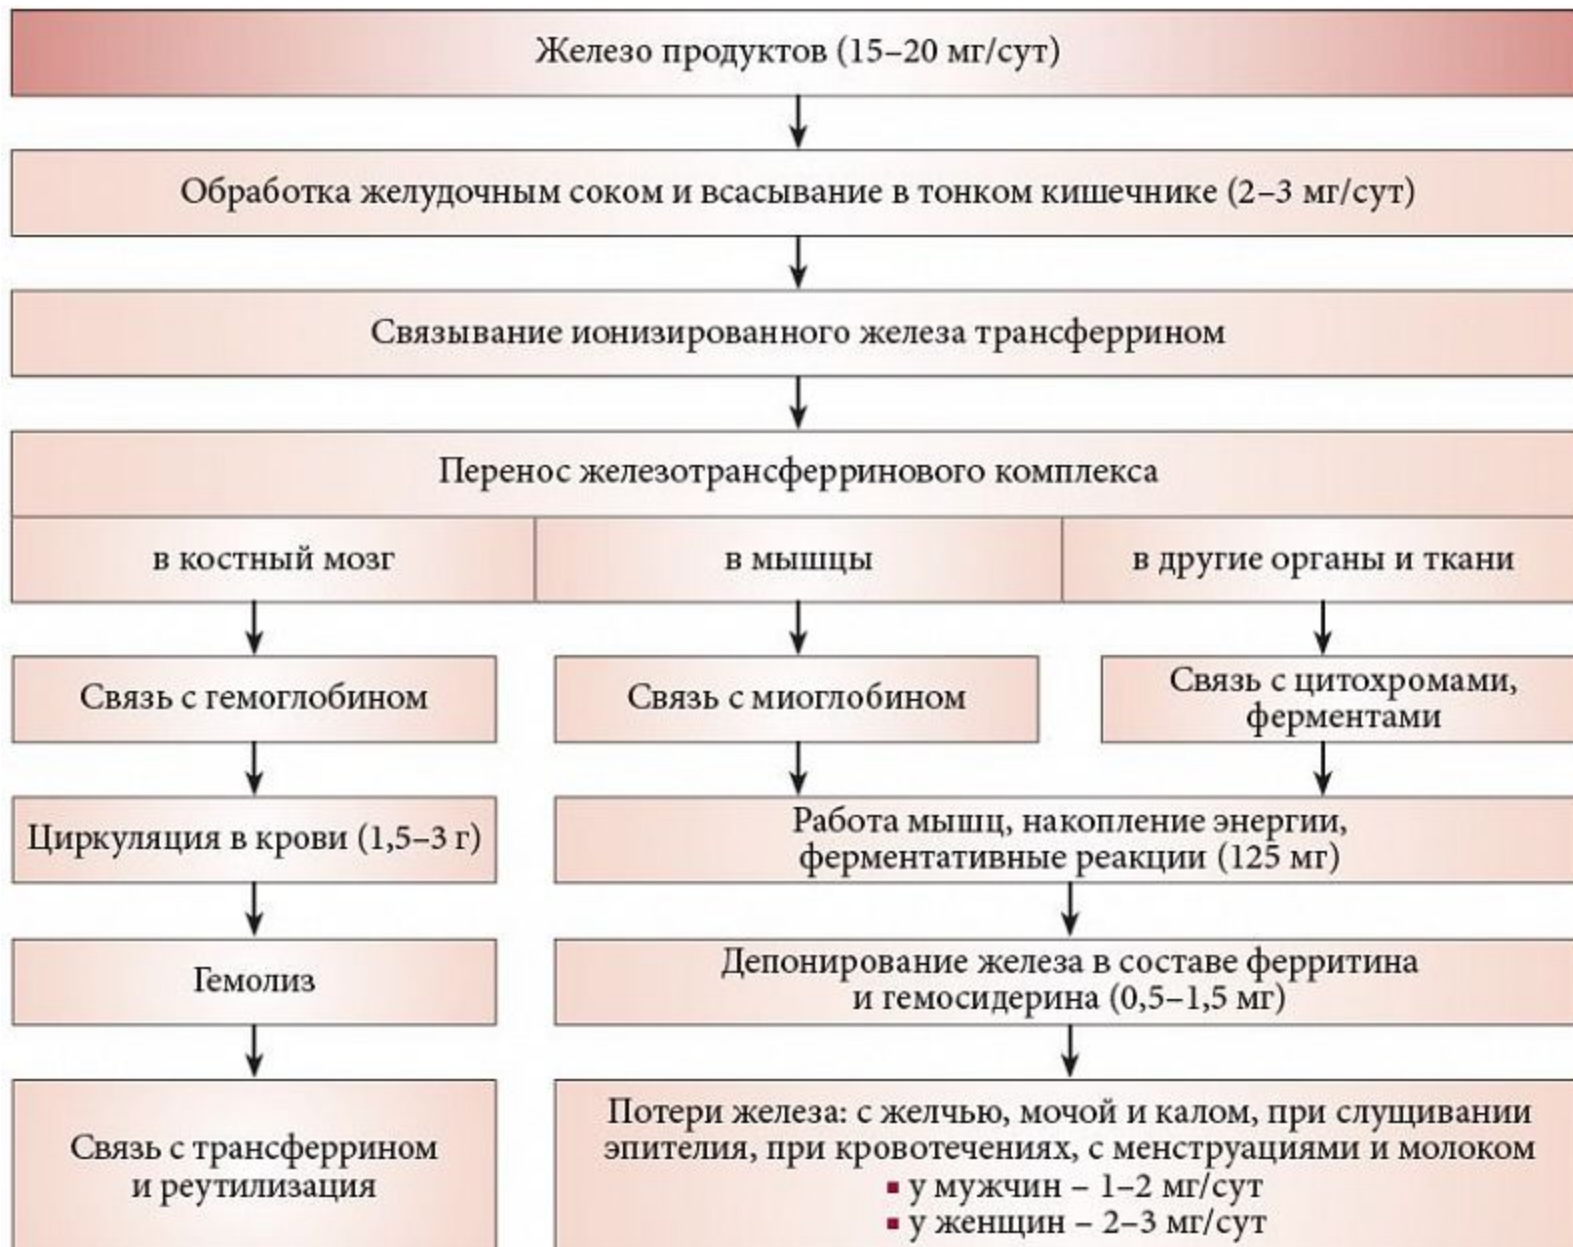 Железо продуктов (15–20 мг/сут)
Обработка желудочным соком и всасывание в тонком кишечнике (2–3 мг/сут)
Связывание ионизированного железа трансферрином
Перенос железотрансферринового комплекса
в костный мозг
в мышцы
в другие органы и ткани
Связь с гемоглобином
Связь с миоглобином
Связь с цитохромами,
ферментами
Циркуляция в крови (1,5–3 г)
Работа мышц, накопление энергии,
ферментативные реакции (125 мг)
Гемолиз
Депонирование железа в составе ферритина
и гемосидерина (0,5–1,5 мг)
Связь с трансферрином
и реутилизация
Потери железа: с желчью, мочой и калом, при слущивании
эпителия, при кровотечениях, с менструациями и молоком
▪ у мужчин – 1–2 мг/сут
▪ у женщин – 2–3 мг/сут